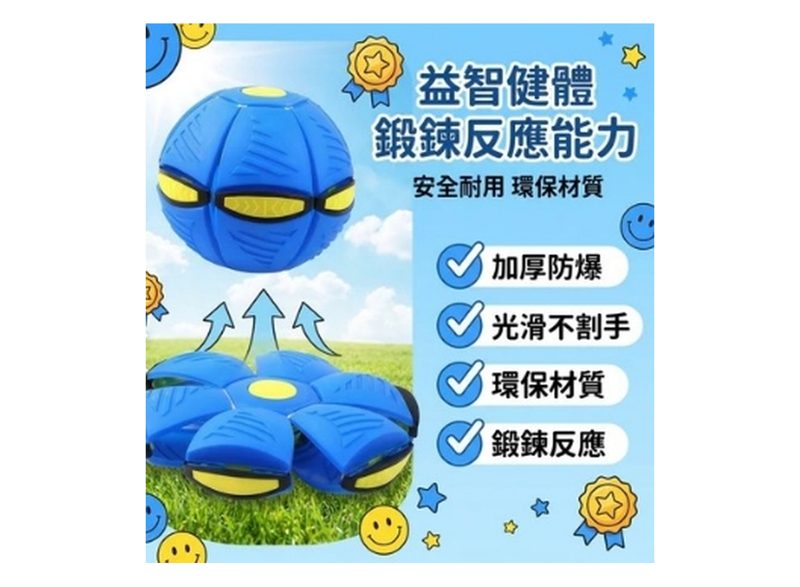 益智健體
鍛鍊反應能力
安全耐用 環保材質
加厚防爆
光滑不割手
環保材質
鍛鍊反應